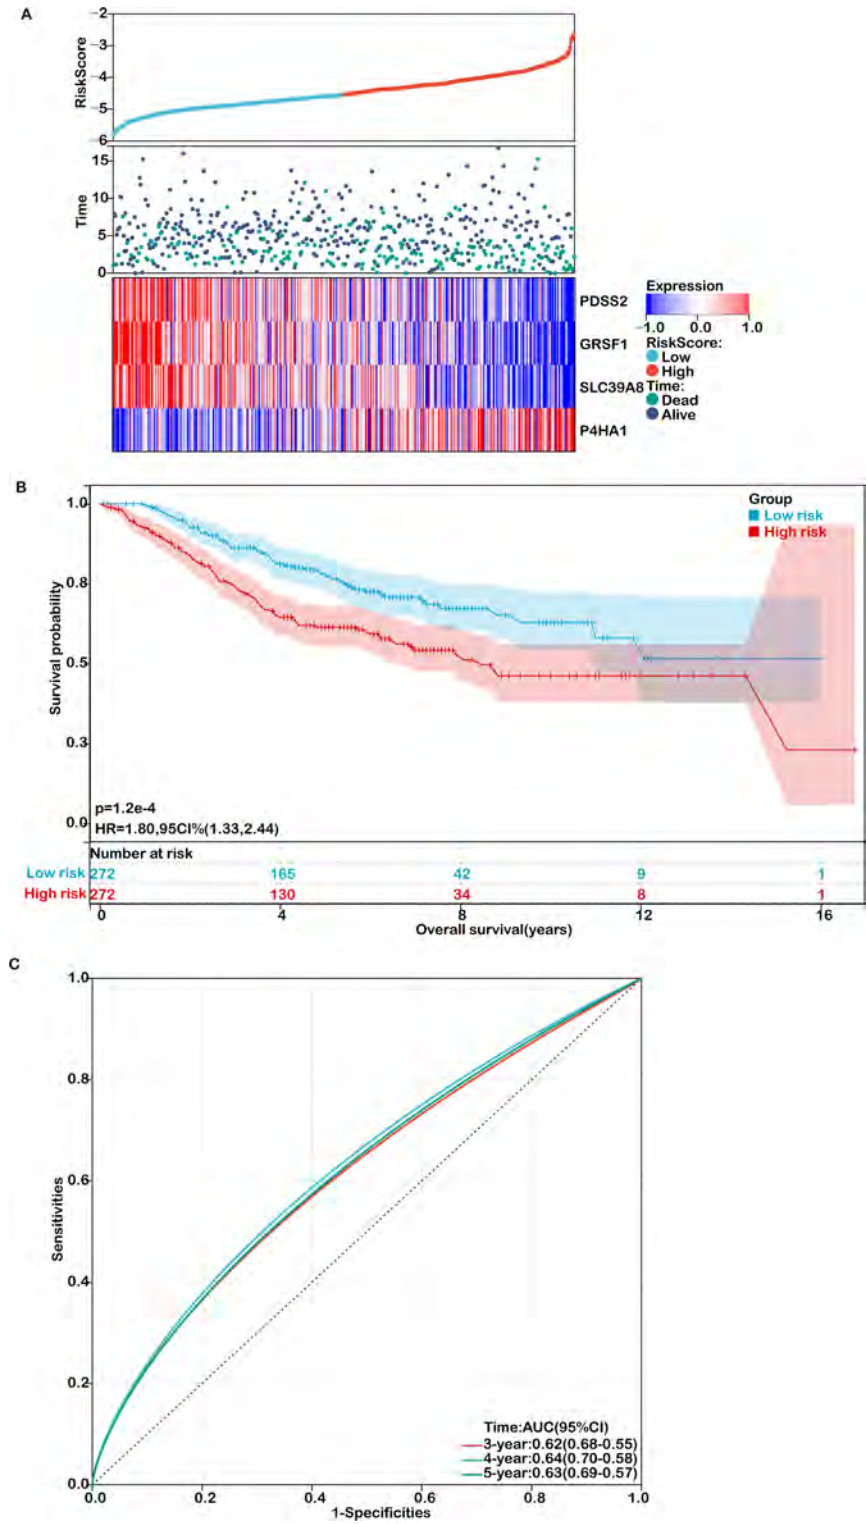 A
RiskScore
−2
−3
−4
−5
−6
Time
15
10
5
0
PDSS2
GRSF1
SLC39A8
P4HA1
Expression
−1.0 0.0 1.0
RiskScore:
Low
High
Time:
Dead
Alive
B
Survival probability
1.0
0.8
0.5
0.3
0.0
Group
Low risk
High risk
p=1.2e-4
HR=1.80,95CI%(1.33,2.44)
Number at risk
Low risk 272 165 42 9 1
High risk 272 130 34 8 1
0 4 8 12 16
Overall survival(years)
C
Sensitivities
1.0
0.8
0.6
0.4
0.2
0.0
Time:AUC(95%CI)
3-year:0.62(0.68-0.55)
4-year:0.64(0.70-0.58)
5-year:0.63(0.69-0.57)
0.0 0.2 0.4 0.6 0.8 1.0
1-Specificities